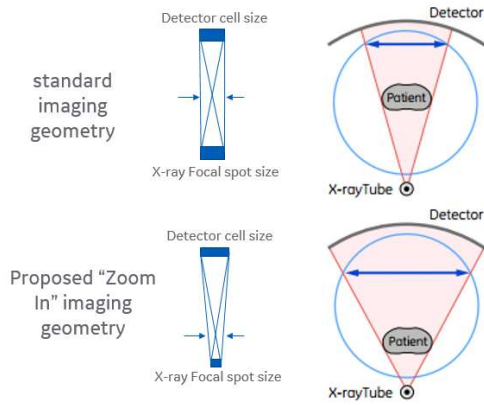 Detector cell size
standard
imaging
geometry
X-ray Focal spot size
Detector
Patient
X-rayTube
Detector cell size
Proposed “Zoom
In” imaging
geometry
X-ray Focal spot size
Detector
Patient
X-rayTube